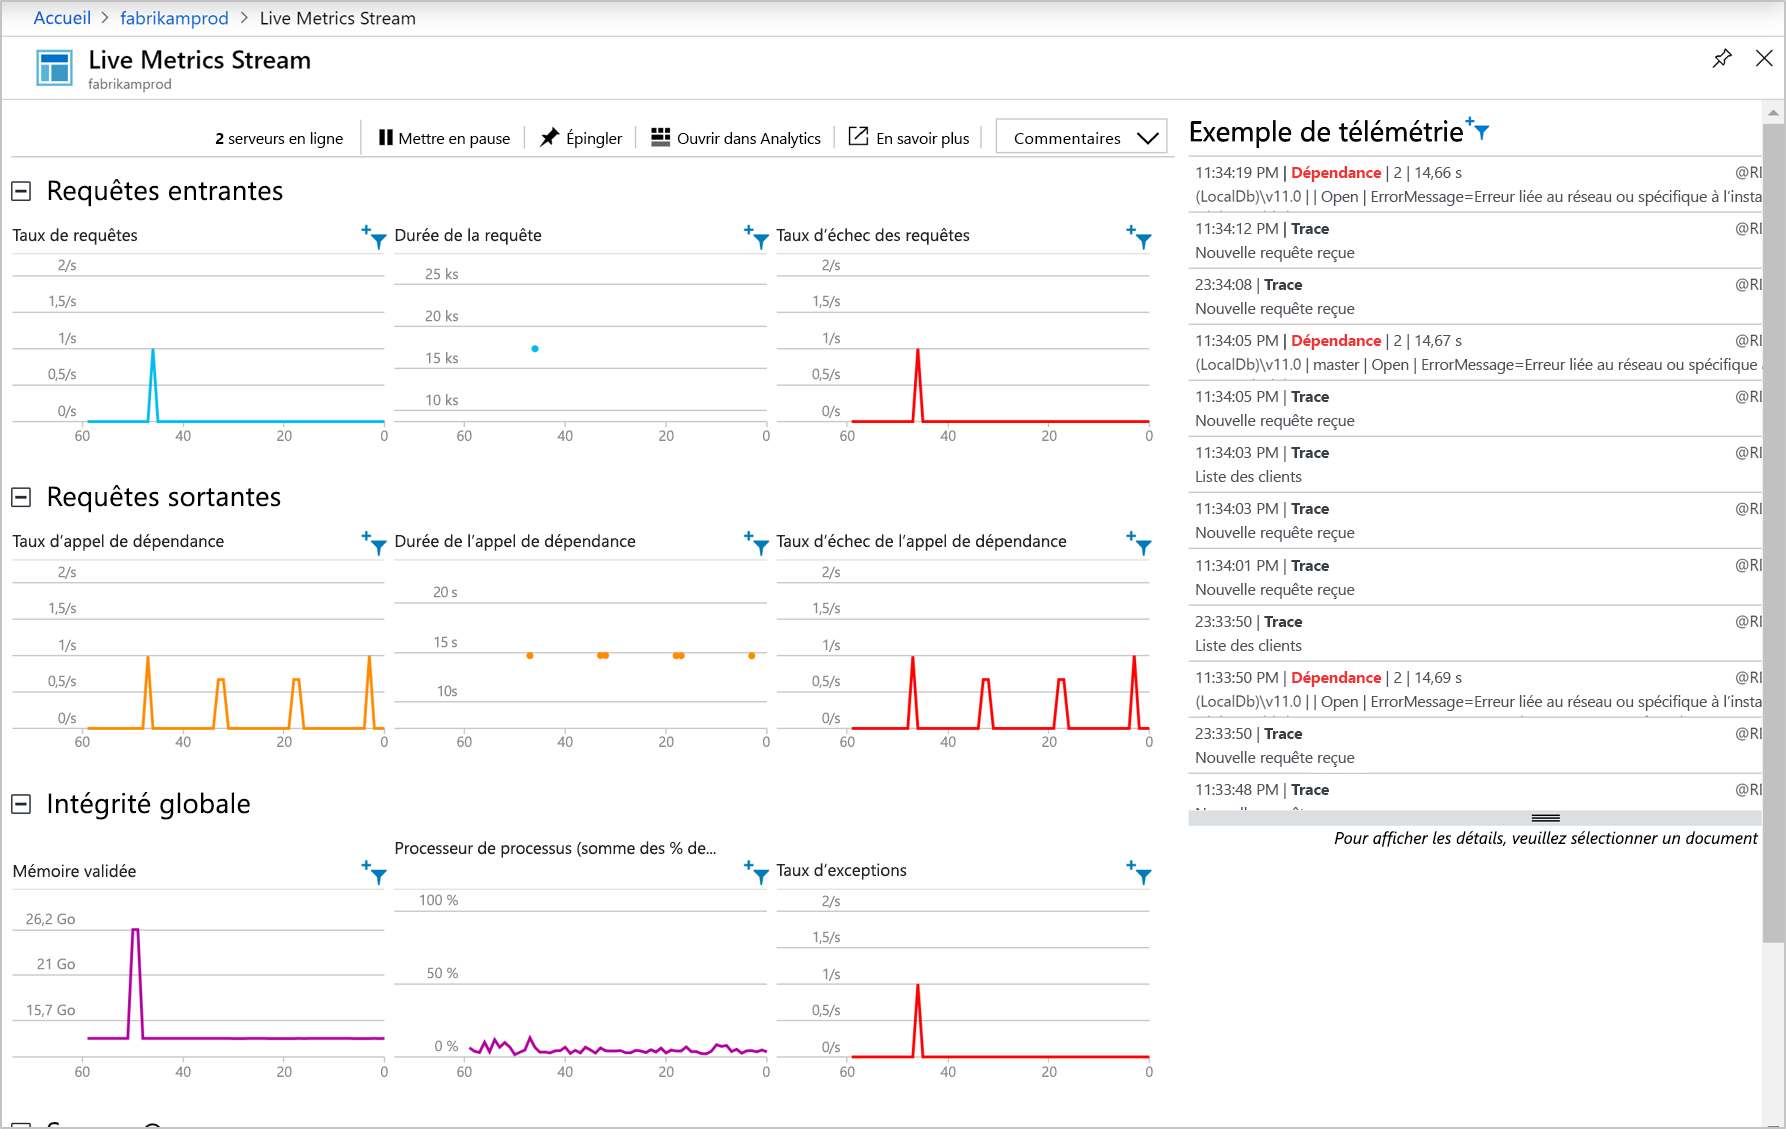 Accueil > fabrikamprod > Live Metrics Stream
Live Metrics Stream
fabrikamprod
2 serveurs en ligne
Mettre en pause
Épingler
Ouvrir dans Analytics
En savoir plus
Commentaires
Requêtes entrantes
Taux de requêtes
2/s
1,5/s
1/s
0,5/s
0/s
60 40 20 0
Durée de la requête
25 ks
20 ks
15 ks
10 ks
60 40 20 0
Taux d’échec des requêtes
2/s
1,5/s
1/s
0,5/s
0/s
60 40 20 0
Requêtes sortantes
Taux d’appel de dépendance
2/s
1,5/s
1/s
0,5/s
0/s
60 40 20 0
Durée de l’appel de dépendance
20 s
15 s
10s
60 40 20 0
Taux d’échec de l’appel de dépendance
2/s
1,5/s
1/s
0,5/s
0/s
60 40 20 0
Intégrité globale
Mémoire validée
26,2 Go
21 Go
15,7 Go
60 40 20 0
Processeur de processus (somme des % de...
100 %
50 %
0 %
60 40 20 0
Taux d’exceptions
2/s
1,5/s
1/s
0,5/s
0/s
60 40 20 0
Exemple de télémétrie
11:34:19 PM | Dépendance | 2 | 14,66 s @RI
(LocalDb)\v11.0 | | Open | ErrorMessage=Erreur liée au réseau ou spécifique à l’insta
11:34:12 PM | Trace @RI
Nouvelle requête reçue
23:34:08 | Trace @RI
Nouvelle requête reçue
11:34:05 PM | Dépendance | 2 | 14,67 s @RI
(LocalDb)\v11.0 | master | Open | ErrorMessage=Erreur liée au réseau ou spécifique
11:34:05 PM | Trace @RI
Nouvelle requête reçue
11:34:03 PM | Trace @RI
Liste des clients
11:34:03 PM | Trace @RI
Nouvelle requête reçue
11:34:01 PM | Trace @RI
Nouvelle requête reçue
23:33:50 | Trace @RI
Liste des clients
11:33:50 PM | Dépendance | 2 | 14,69 s @RI
(LocalDb)\v11.0 | | Open | ErrorMessage=Erreur liée au réseau ou spécifique à l’insta
23:33:50 | Trace @RI
Nouvelle requête reçue
11:33:48 PM | Trace @RI
Pour afficher les détails, veuillez sélectionner un document